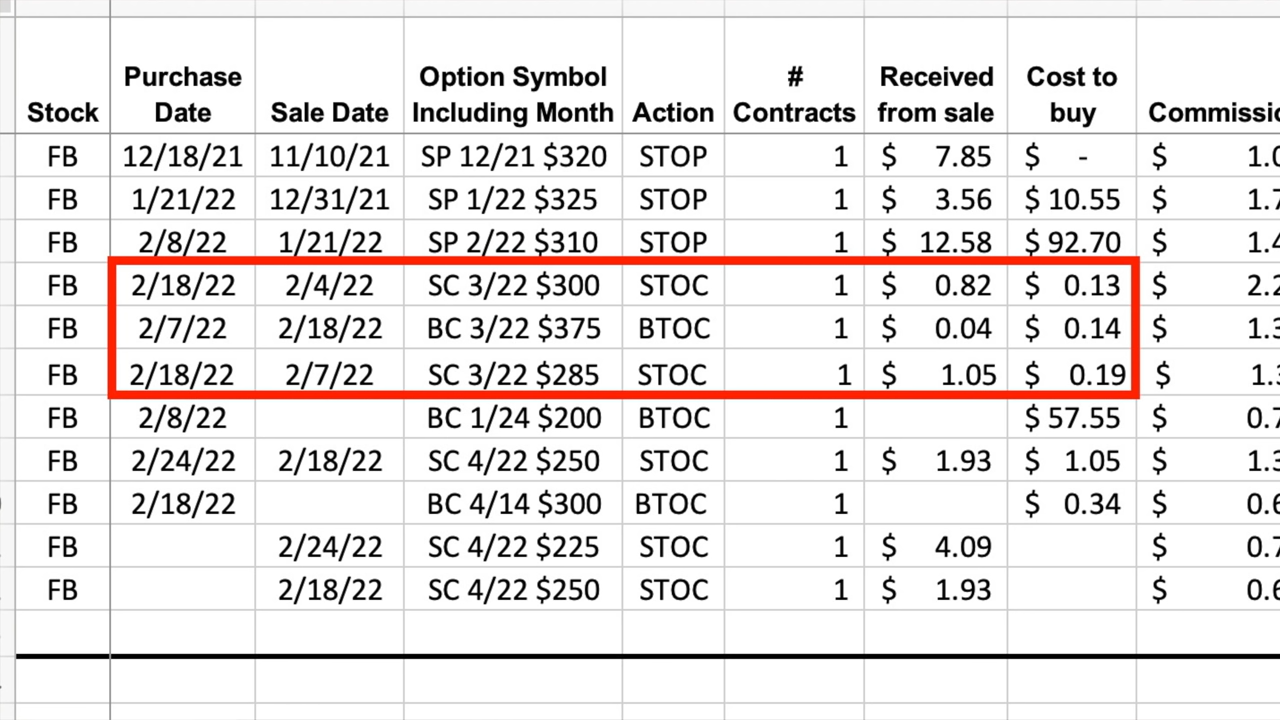 Stock Purchase Date Sale Date Option Symbol Including Month Action # Contracts Received from sale Cost to buy
FB 12/18/21 11/10/21 SP 12/21 $320 STOP 1 $ 7.85 $ - $
FB 1/21/22 12/31/21 SP 1/22 $325 STOP 1 $ 3.56 $ 10.55 $
FB 2/8/22 1/21/22 SP 2/22 $310 STOP 1 $ 12.58 $ 92.70 $
FB 2/18/22 2/4/22 SC 3/22 $300 STOC 1 $ 0.82 $ 0.13 $
FB 2/7/22 2/18/22 BC 3/22 $375 BTOC 1 $ 0.04 $ 0.14 $
FB 2/18/22 2/7/22 SC 3/22 $285 STOC 1 $ 1.05 $ 0.19 $
FB 2/8/22 BC 1/24 $200 BTOC 1 $ 57.55 $
FB 2/24/22 2/18/22 SC 4/22 $250 STOC 1 $ 1.93 $ 1.05 $
FB 2/18/22 BC 4/14 $300 BTOC 1 $ 0.34 $
FB 2/24/22 SC 4/22 $225 STOC 1 $ 4.09 $
FB 2/18/22 SC 4/22 $250 STOC 1 $ 1.93 $